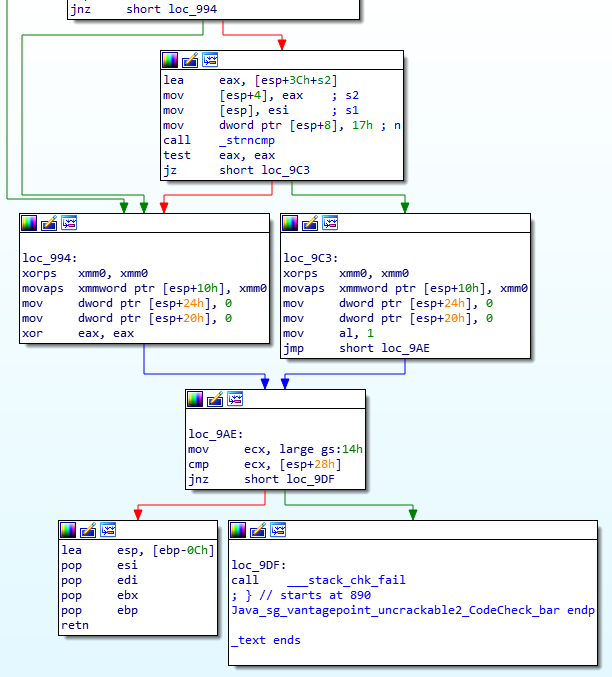 jnz     short loc_994
lea     eax, [esp+3Ch+s2]
mov     [esp+4], eax    ; s2
mov     [esp], esi      ; s1
mov     dword ptr [esp+8], 17h ; n
call    _strncmp
test    eax, eax
jz      short loc_9C3
loc_994:
xorps   xmm0, xmm0
movaps  xmmword ptr [esp+10h], xmm0
mov     dword ptr [esp+24h], 0
mov     dword ptr [esp+20h], 0
xor     eax, eax
loc_9C3:
xorps   xmm0, xmm0
movaps  xmmword ptr [esp+10h], xmm0
mov     dword ptr [esp+24h], 0
mov     dword ptr [esp+20h], 0
mov     al, 1
jmp     short loc_9AE
loc_9AE:
mov     ecx, large gs:14h
cmp     ecx, [esp+28h]
jnz     short loc_9DF
lea     esp, [ebp-0Ch]
pop     esi
pop     edi
pop     ebx
pop     ebp
retn
loc_9DF:
call    ___stack_chk_fail
; } // starts at 890
Java_sg_vantagepoint_uncrackable2_CodeCheck_bar endp
_text ends